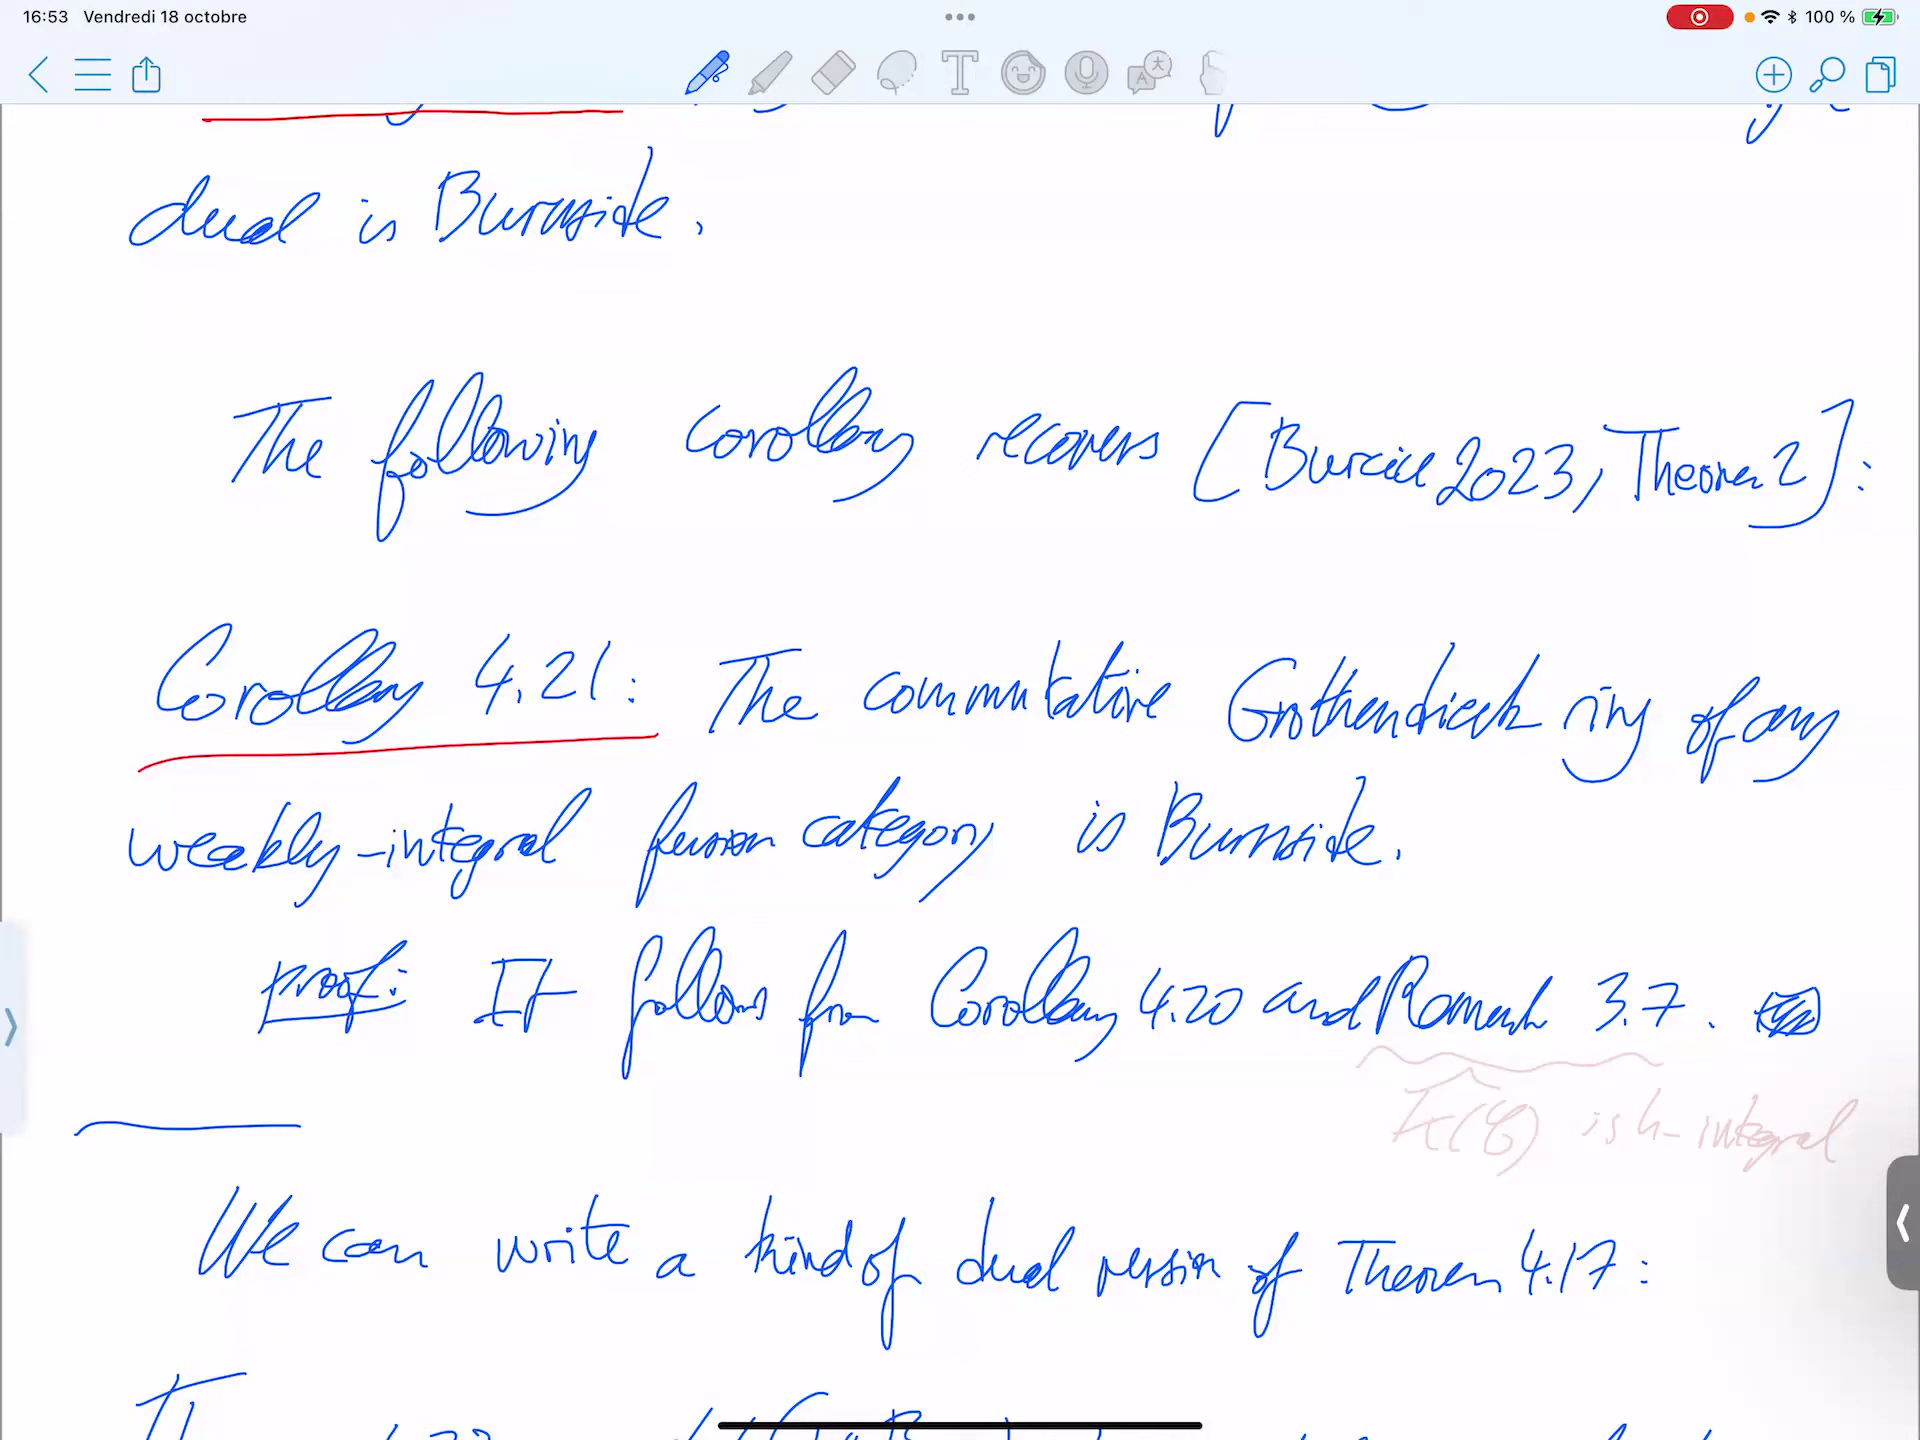 16:53 Vendredi 18 octobre
100 %
dual is Burnside.
The following corollary recovers [Burciu 2023, Theorem 2]:
Corollary 4.21: The commutative Grothendieck ring of any
weakly-integral fusion category is Burnside.
proof: It follows from Corollary 4.20 and Remark 3.7.
K(C) is h-integral
We can write a kind of dual version of Theorem 4.17: